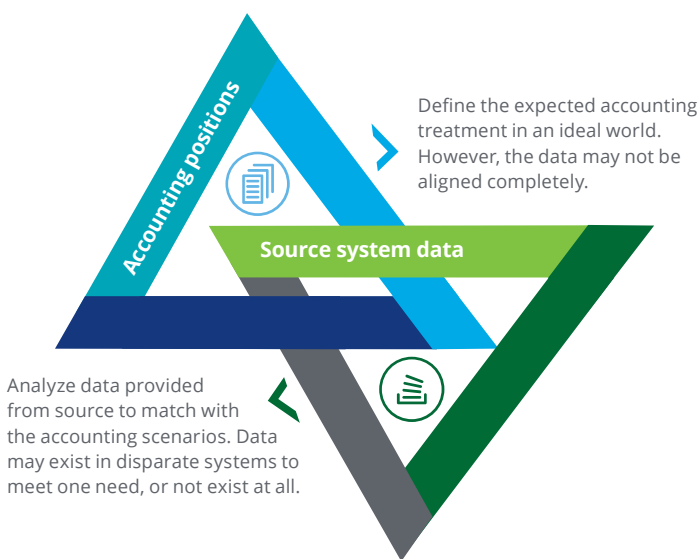 Accounting positions
Define the expected accounting
treatment in an ideal world.
However, the data may not be
aligned completely.
Source system data
Analyze data provided
from source to match with
the accounting scenarios. Data
may exist in disparate systems to
meet one need, or not exist at all.